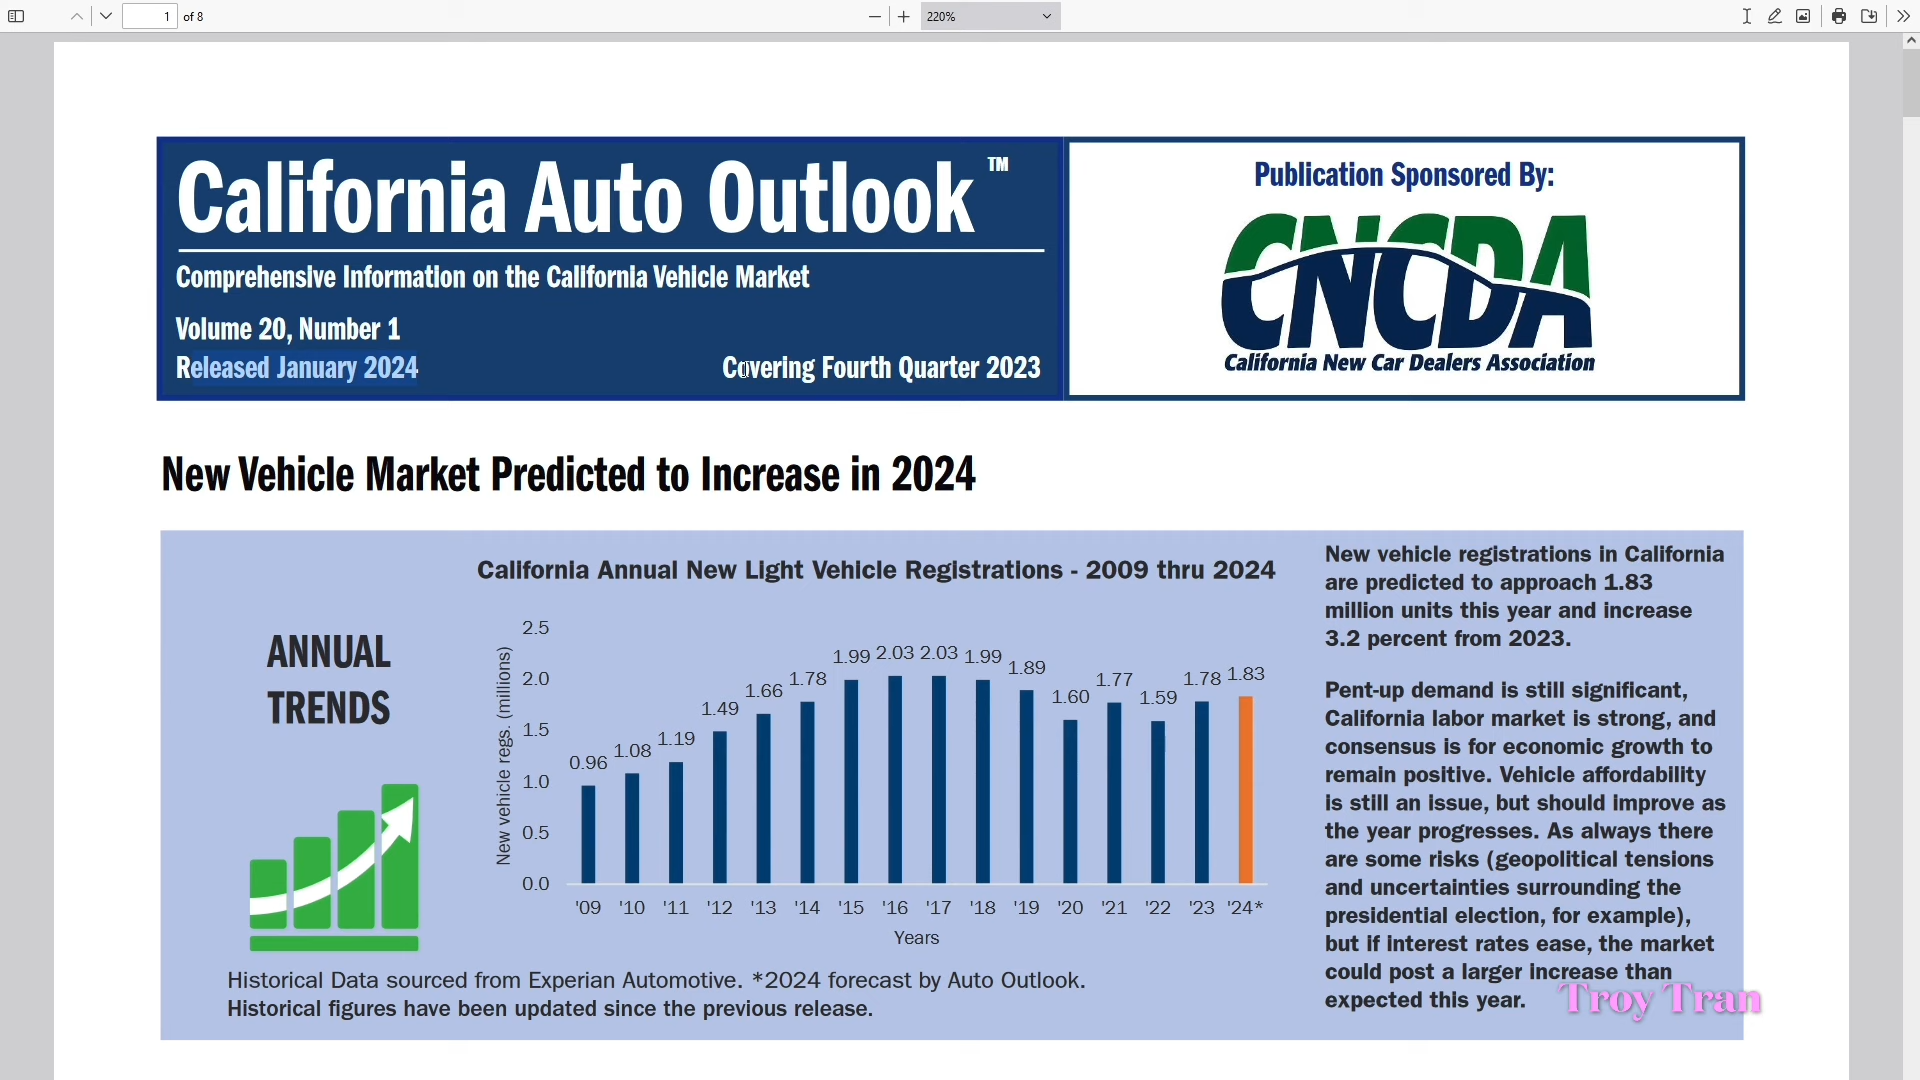 1 of 8
220%
California Auto Outlook™
Comprehensive Information on the California Vehicle Market
Volume 20, Number 1
Released January 2024
Covering Fourth Quarter 2023
Publication Sponsored By:
CNCDA
California New Car Dealers Association
New Vehicle Market Predicted to Increase in 2024
ANNUAL
TRENDS
California Annual New Light Vehicle Registrations - 2009 thru 2024
New vehicle regs. (millions)
2.5
2.0
1.5
1.0
0.5
0.0
0.96
1.08
1.19
1.49
1.66
1.78
1.99
2.03
2.03
1.99
1.89
1.60
1.77
1.59
1.78
1.83
'09 '10 '11 '12 '13 '14 '15 '16 '17 '18 '19 '20 '21 '22 '23 '24*
Years
Historical Data sourced from Experian Automotive. *2024 forecast by Auto Outlook.
Historical figures have been updated since the previous release.
New vehicle registrations in California
are predicted to approach 1.83
million units this year and increase
3.2 percent from 2023.
Pent-up demand is still significant,
California labor market is strong, and
consensus is for economic growth to
remain positive. Vehicle affordability
is still an issue, but should improve as
the year progresses. As always there
are some risks (geopolitical tensions
and uncertainties surrounding the
presidential election, for example),
but if interest rates ease, the market
could post a larger increase than
expected this year.
Troy Tran